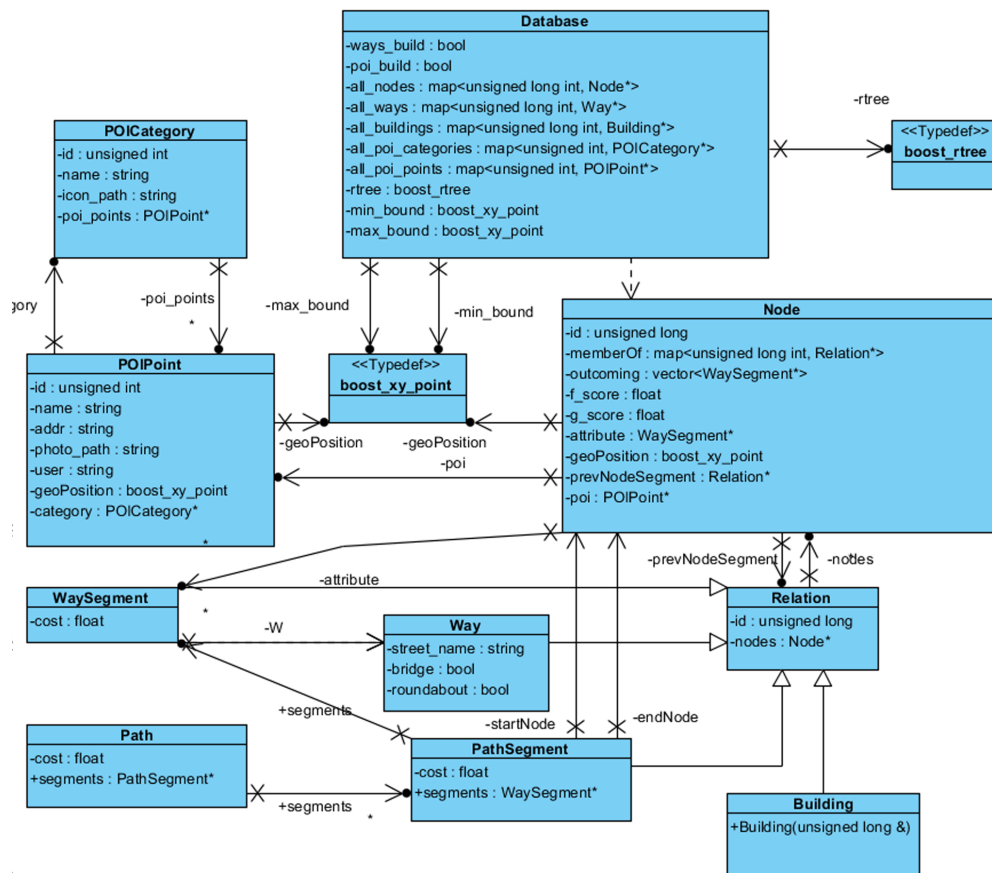 Database
-ways_build : bool
-poi_build : bool
-all_nodes : map<unsigned long int, Node*>
-all_ways : map<unsigned long int, Way*>
-all_buildings : map<unsigned long int, Building*>
-all_poi_categories : map<unsigned int, POICategory*>
-all_poi_points : map<unsigned int, POIPoint*>
-rtree : boost_rtree
-min_bound : boost_xy_point
-max_bound : boost_xy_point
-rtree
<<Typedef>>
boost_rtree
POICategory
-id : unsigned int
-name : string
-icon_path : string
-poi_points : POIPoint*
gory
-poi_points
*
-max_bound
-min_bound
<<Typedef>>
boost_xy_point
Node
-id : unsigned long
-memberOf : map<unsigned long int, Relation*>
-outcoming : vector<WaySegment*>
-f_score : float
-g_score : float
-attribute : WaySegment*
-geoPosition : boost_xy_point
-prevNodeSegment : Relation*
-poi : POIPoint*
POIPoint
-id : unsigned int
-name : string
-addr : string
-photo_path : string
-user : string
-geoPosition : boost_xy_point
-category : POICategory*
*
-geoPosition
-geoPosition
-poi
-prevNodeSegment
-nodes
*
-attribute
WaySegment
-cost : float
*
-W
Way
-street_name : string
-bridge : bool
-roundabout : bool
Relation
-id : unsigned long
-nodes : Node*
+segments
-startNode
-endNode
Path
-cost : float
+segments : PathSegment*
+segments
*
PathSegment
-cost : float
+segments : WaySegment*
Building
+Building(unsigned long &)